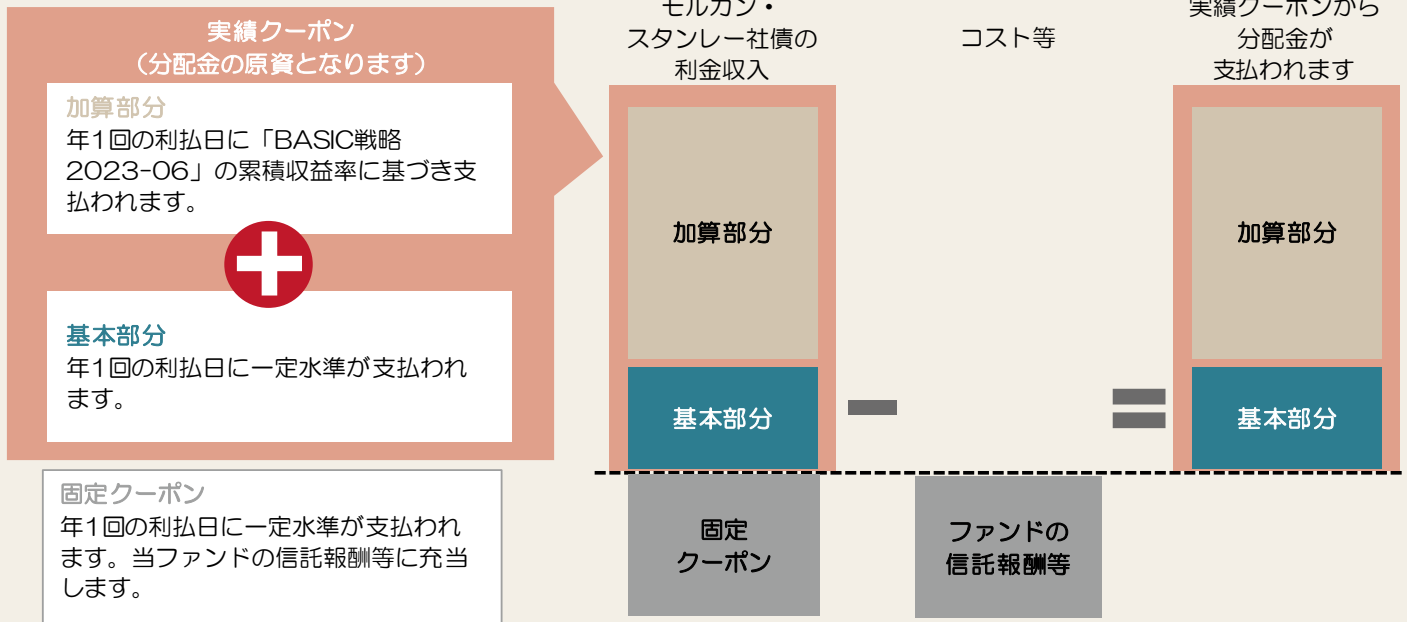 実績クーポン
（分配金の原資となります）
加算部分
年1回の利払日に「BASIC戦略
2023-06」の累積収益率に基づき支
払われます。
基本部分
年1回の利払日に一定水準が支払われ
ます。
固定クーポン
年1回の利払日に一定水準が支払われ
ます。当ファンドの信託報酬等に充当
します。
モルガン・
スタンレー社債の
利金収入
加算部分
基本部分
固定
クーポン
コスト等
ファンドの
信託報酬等
実績クーポンから
分配金が
支払われます
加算部分
基本部分